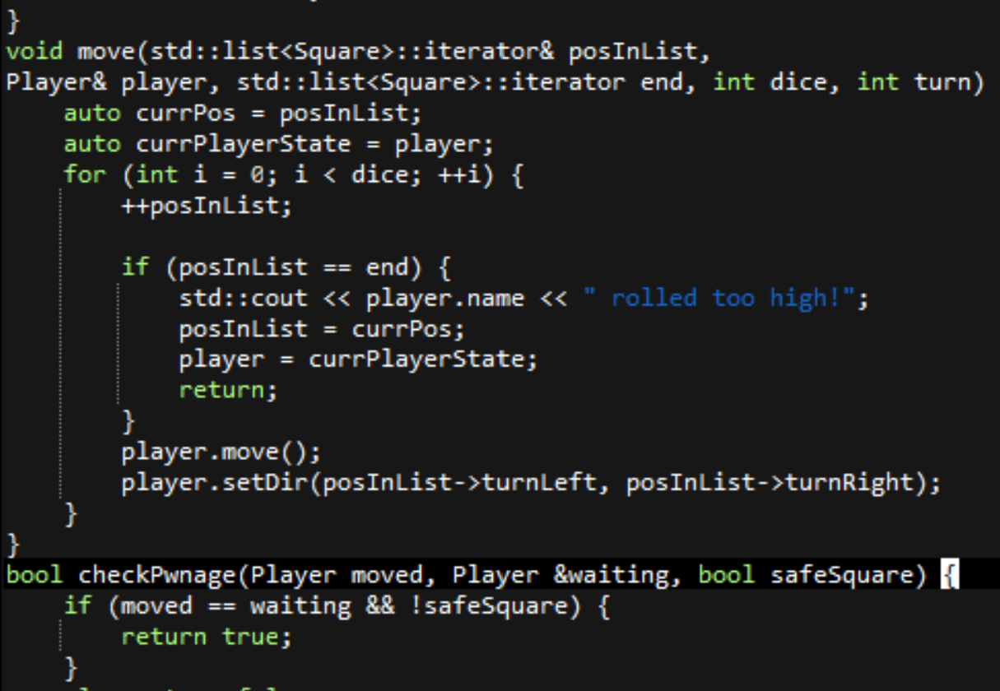 }
void move(std::list<Square>::iterator& posInList,
Player& player, std::list<Square>::iterator end, int dice, int turn)
    auto currPos = posInList;
    auto currPlayerState = player;
    for (int i = 0; i < dice; ++i) {
        ++posInList;

        if (posInList == end) {
            std::cout << player.name << " rolled too high!";
            posInList = currPos;
            player = currPlayerState;
            return;
        }
        player.move();
        player.setDir(posInList->turnLeft, posInList->turnRight);
    }
}
bool checkPwnage(Player moved, Player &waiting, bool safeSquare) {
    if (moved == waiting && !safeSquare) {
        return true;
    }